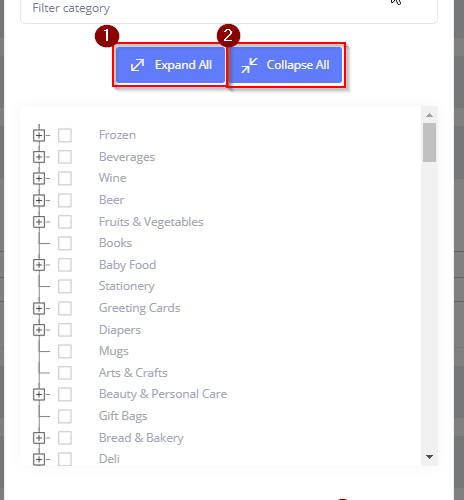 Filter category
1 2
Expand All Collapse All
Frozen
Beverages
Wine
Beer
Fruits & Vegetables
Books
Baby Food
Stationery
Greeting Cards
Diapers
Mugs
Arts & Crafts
Beauty & Personal Care
Gift Bags
Bread & Bakery
Deli